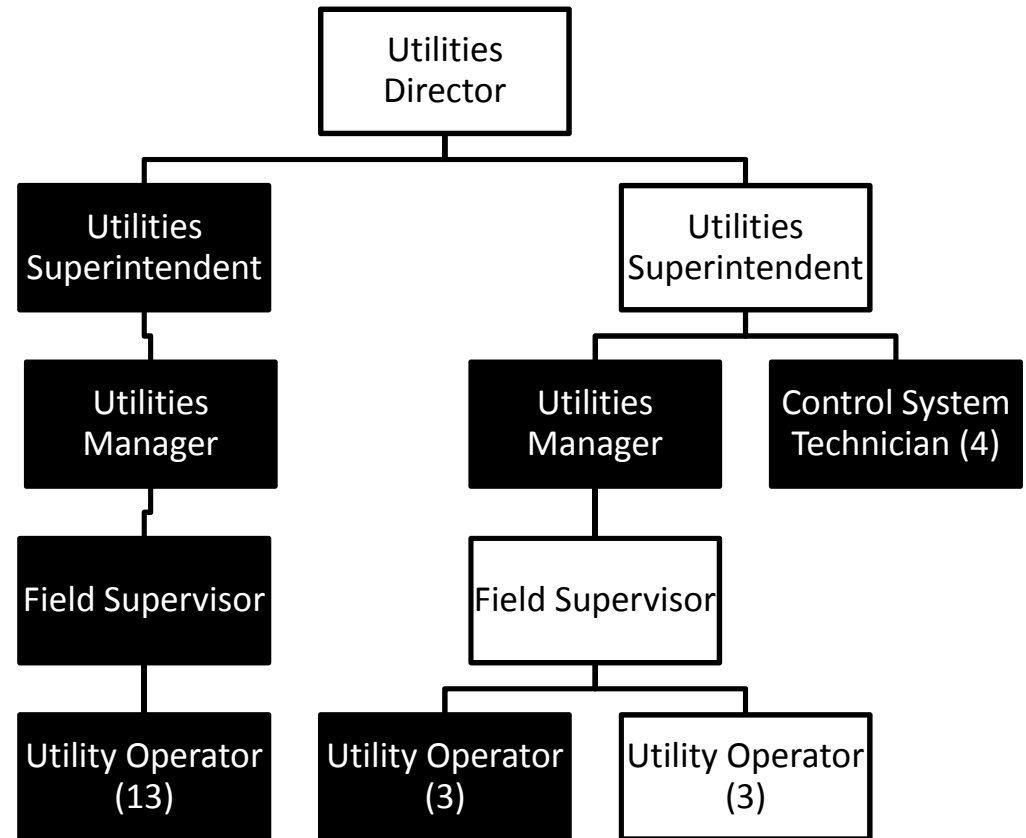 Utilities
Director
Utilities
Superintendent
Utilities
Superintendent
Utilities
Manager
Utilities
Manager
Control System
Technician (4)
Field Supervisor
Field Supervisor
Utility Operator
(13)
Utility Operator
(3)
Utility Operator
(3)